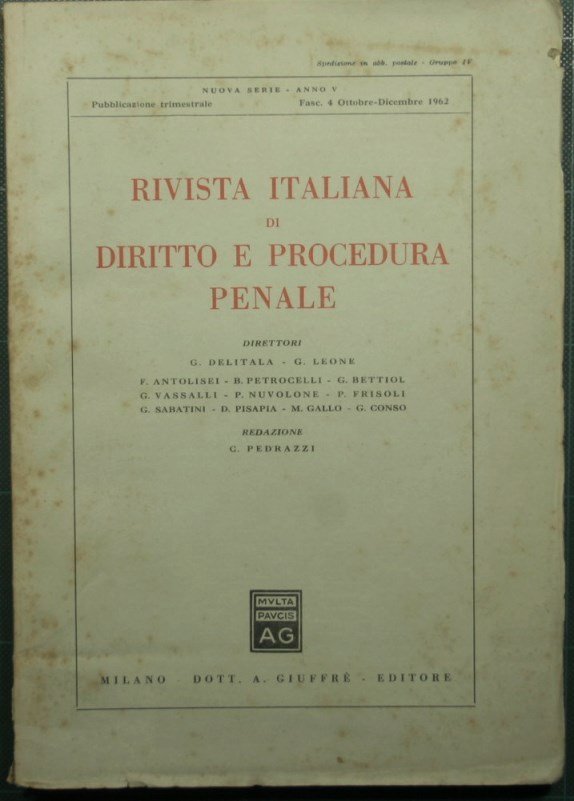 Spedizione in abb. postale - Gruppo IV
NUOVA SERIE - ANNO V
Pubblicazione trimestrale Fasc. 4 Ottobre-Dicembre 1962
RIVISTA ITALIANA
DI
DIRITTO E PROCEDURA
PENALE
DIRETTORI
G. DELITALA - G. LEONE
F. ANTOLISEI - B. PETROCELLI - G. BETTIOL
G. VASSALLI - P. NUVOLONE - P. FRISOLI
G. SABATINI - D. PISAPIA - M. GALLO - G. CONSO
REDAZIONE
C. PEDRAZZI
MVLTA
PAVCIS
AG
MILANO - DOTT. A. GIUFFRÈ - EDITORE